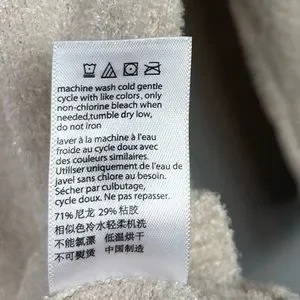 machine wash cold gentle
cycle with like colors, only
non-chlorine bleach when
needed,tumble dry low,
do not iron
laver à la machine à l'eau
froide au cycle doux avec
des couleurs similaires.
Utiliser uniquement de l'eau de
javel sans chlore au besoin.
Sécher par culbutage,
cycle doux. Ne pas repasser.
71% 尼龙 29% 粘胶
相似色冷水轻柔机洗
不能氯漂 低温烘干
不可熨烫 中国制造